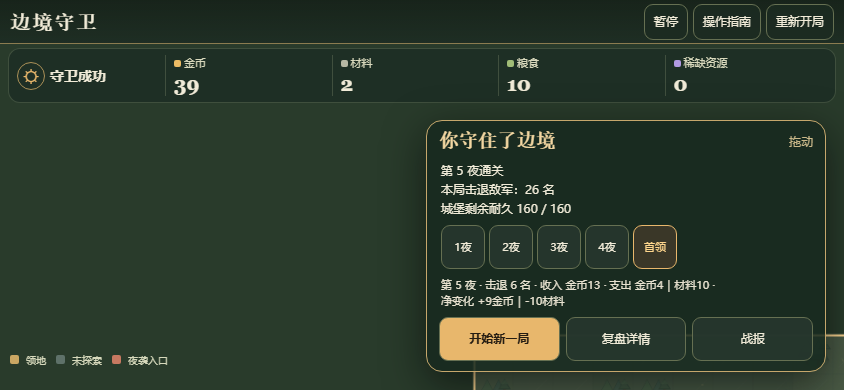 边境守卫
暂停 操作指南 重新开局
守卫成功
金币 材料 粮食 稀缺资源
39 2 10 0
你守住了边境 拖动
第 5 夜通关
本局击退敌军：26 名
城堡剩余耐久 160 / 160
1夜 2夜 3夜 4夜 首领
第 5 夜 · 击退 6 名 · 收入 金币13 · 支出 金币4 | 材料10 ·
净变化 +9金币 | -10材料
开始新一局 复盘详情 战报
领地 未探索 夜袭入口